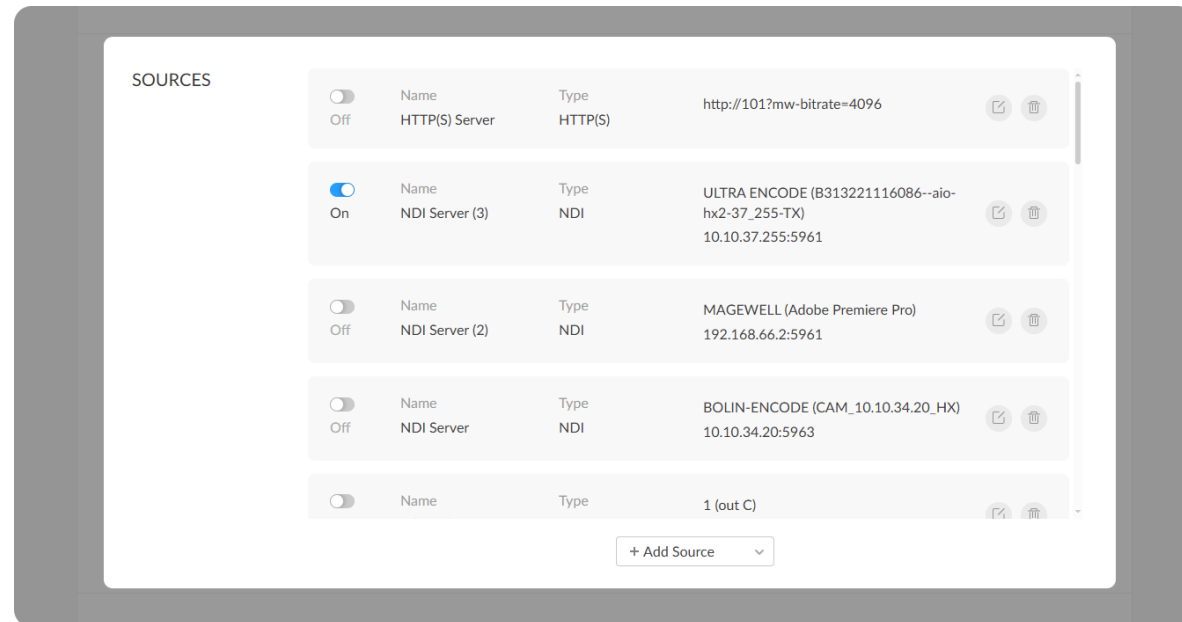 SOURCES
Name
Type
http://101?mw-bitrate=4096
Off
HTTP(S) Server
HTTP(S)
Name
Type
ULTRA ENCODE (B313221116086--aio-
hx2-37_255-TX)
On
NDI Server (3)
NDI
10.10.37.255:5961
Name
Type
MAGEWELL (Adobe Premiere Pro)
Off
NDI Server (2)
NDI
192.168.66.2:5961
Name
Type
BOLIN-ENCODE (CAM_10.10.34.20_HX)
Off
NDI Server
NDI
10.10.34.20:5963
Name
Type
1 (out C)
+ Add Source